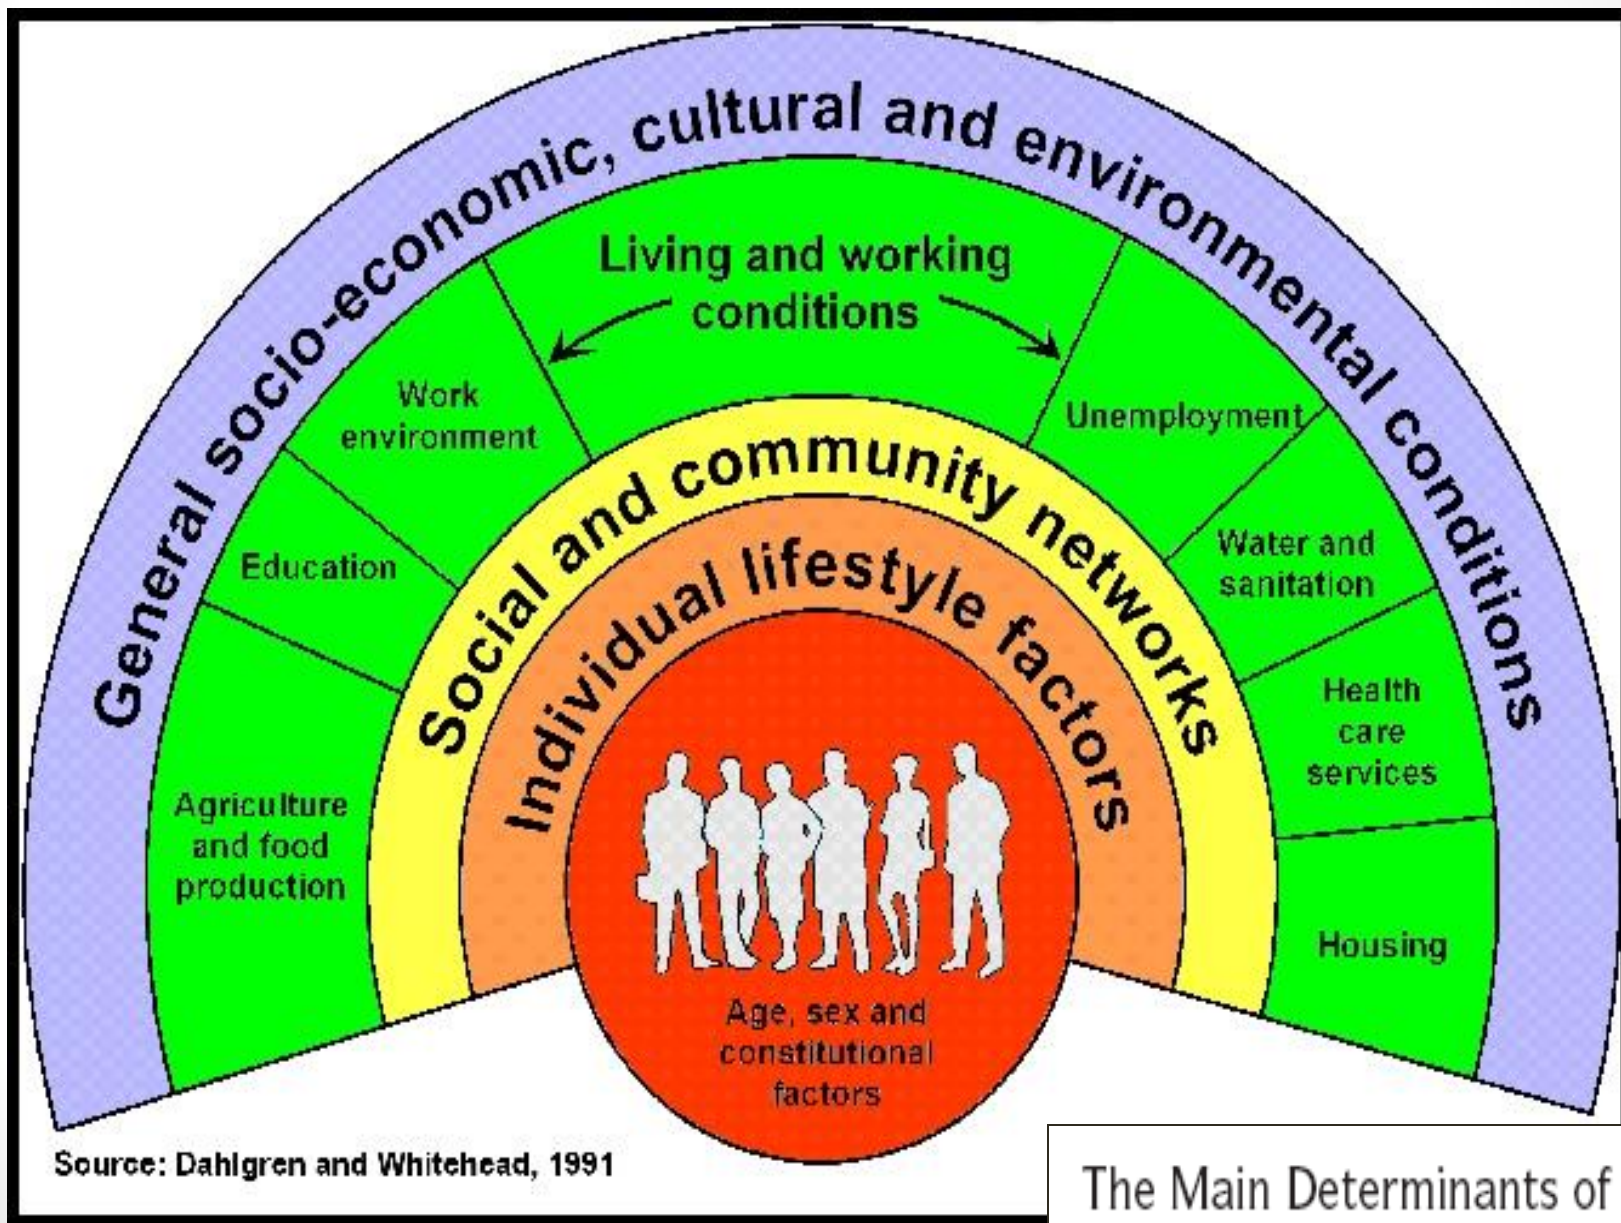 General socio-economic, cultural and environmental conditions
Living and working
conditions
Work
environment
Unemployment
Education
Water and
sanitation
Agriculture
and food
production
Health
care
services
Housing
Social and community networks
Individual lifestyle factors
Age, sex and
constitutional
factors
Source: Dahlgren and Whitehead, 1991
The Main Determinants of